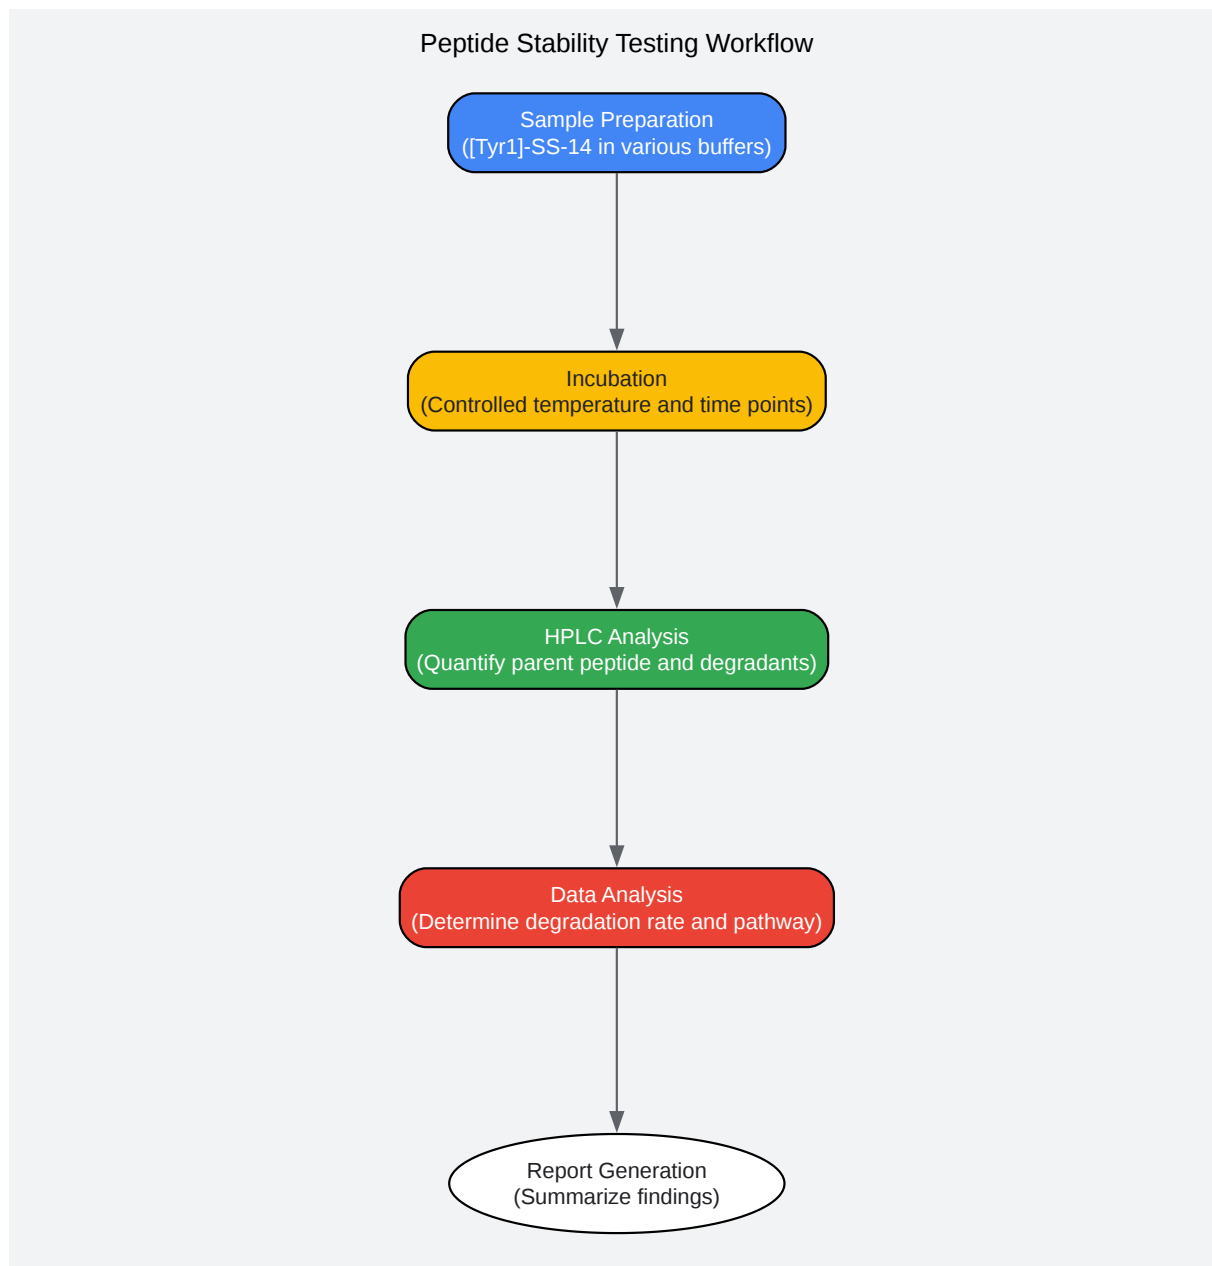 Peptide Stability Testing Workflow
Sample Preparation
([Tyr1]-SS-14 in various buffers)
Incubation
(Controlled temperature and time points)
HPLC Analysis
(Quantify parent peptide and degradants)
Data Analysis
(Determine degradation rate and pathway)
Report Generation
(Summarize findings)